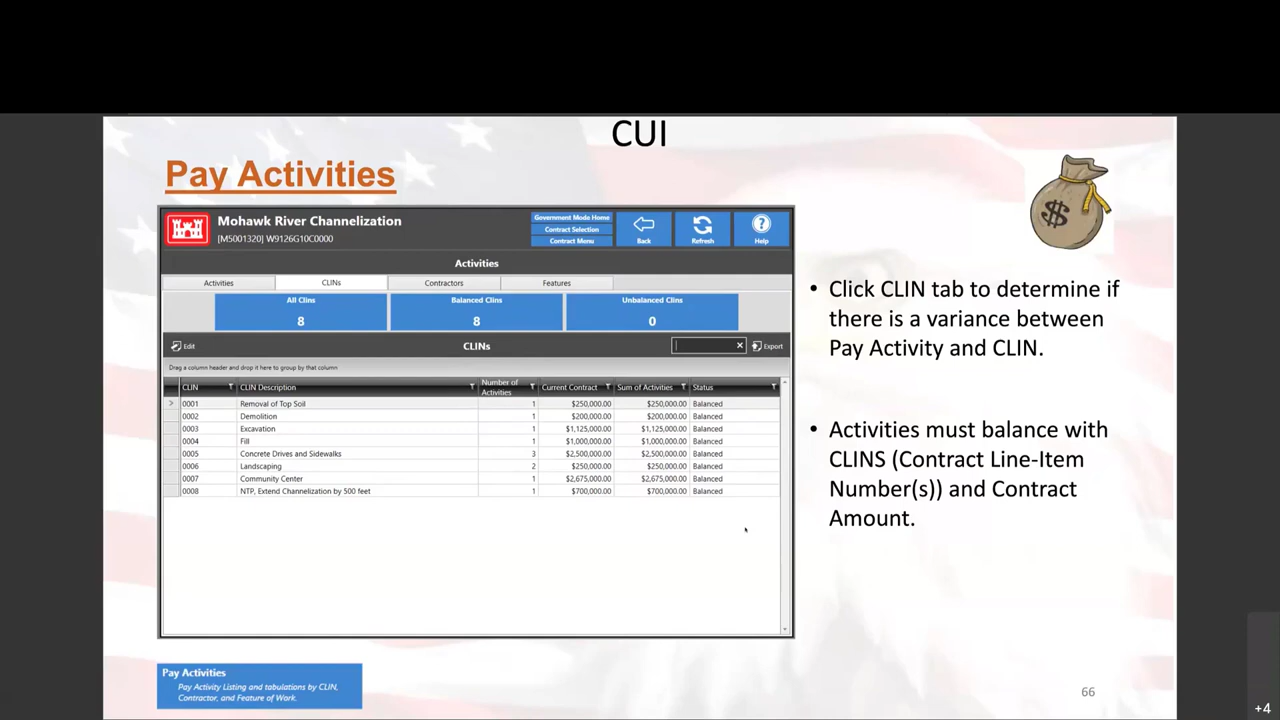 CUI
Pay Activities
Mohawk River Channelization
[M5001320] W9126G10C0000
Government Mode Home
Contract Selection
Contract Menu
Back
Refresh
Help
Activities
Activities CLINs Contractors Features
All Clins Balanced Clins Unbalanced Clins
8 8 0
Edit CLINs Export
Drag a column header and drop it here to group by that column
CLIN CLIN Description Number of Activities Current Contract Sum of Activities Status
0001 Removal of Top Soil 1 $250,000.00 $250,000.00 Balanced
0002 Demolition 1 $200,000.00 $200,000.00 Balanced
0003 Excavation 1 $1,125,000.00 $1,125,000.00 Balanced
0004 Fill 1 $1,000,000.00 $1,000,000.00 Balanced
0005 Concrete Drives and Sidewalks 3 $2,500,000.00 $2,500,000.00 Balanced
0006 Landscaping 2 $250,000.00 $250,000.00 Balanced
0007 Community Center 1 $2,675,000.00 $2,675,000.00 Balanced
0008 NTP, Extend Channelization by 500 feet 1 $700,000.00 $700,000.00 Balanced
$
• Click CLIN tab to determine if
there is a variance between
Pay Activity and CLIN.
• Activities must balance with
CLINS (Contract Line-Item
Number(s)) and Contract
Amount.
Pay Activities
Pay Activity Listing and tabulations by CLIN,
Contractor, and Feature of Work.
66
+4